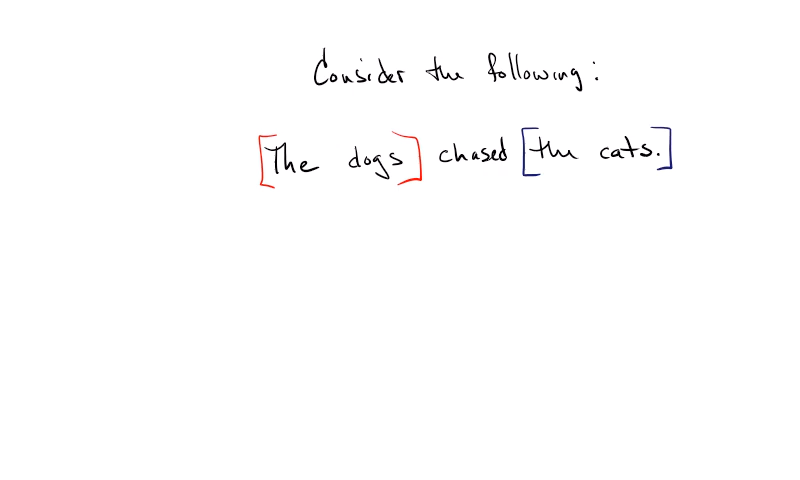 Consider the following:
[The dogs] chased [the cats.]